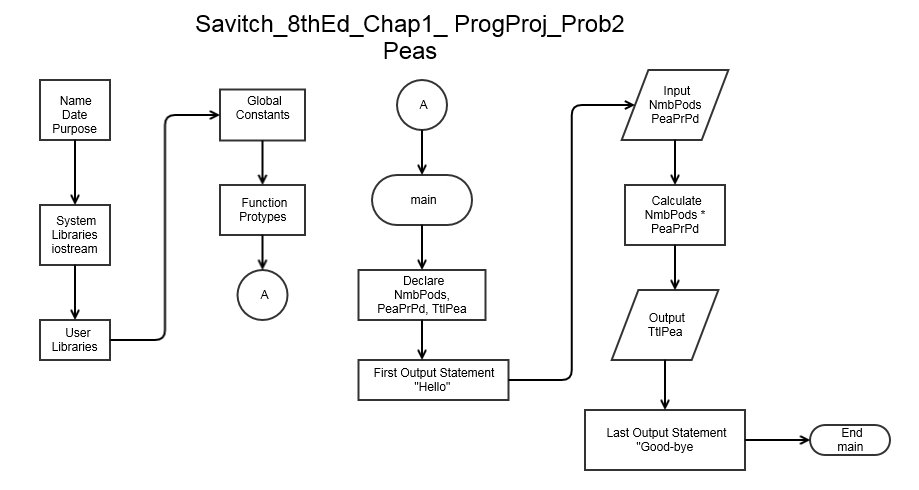 Savitch_8thEd_Chap1_ ProgProj_Prob2
Peas
Name
Date
Purpose
System
Libraries
iostream
User
Libraries
Global
Constants
Function
Protypes
A
A
main
Declare
NmbPods,
PeaPrPd, TtlPea
First Output Statement
"Hello"
Input
NmbPods
PeaPrPd
Calculate
NmbPods *
PeaPrPd
Output
TtlPea
Last Output Statement
"Good-bye
End
main